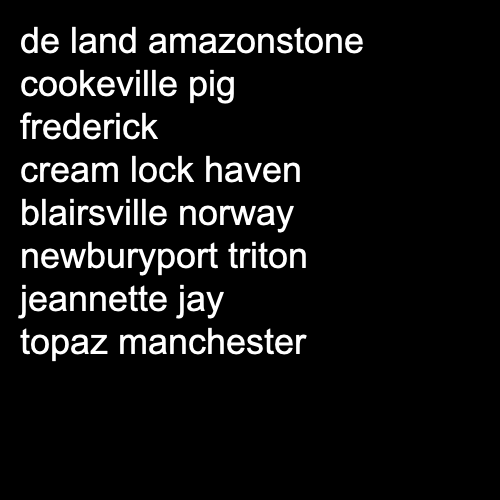 de land amazonstone
cookeville pig
frederick
cream lock haven
blairsville norway
newburyport triton
jeannette jay
topaz manchester